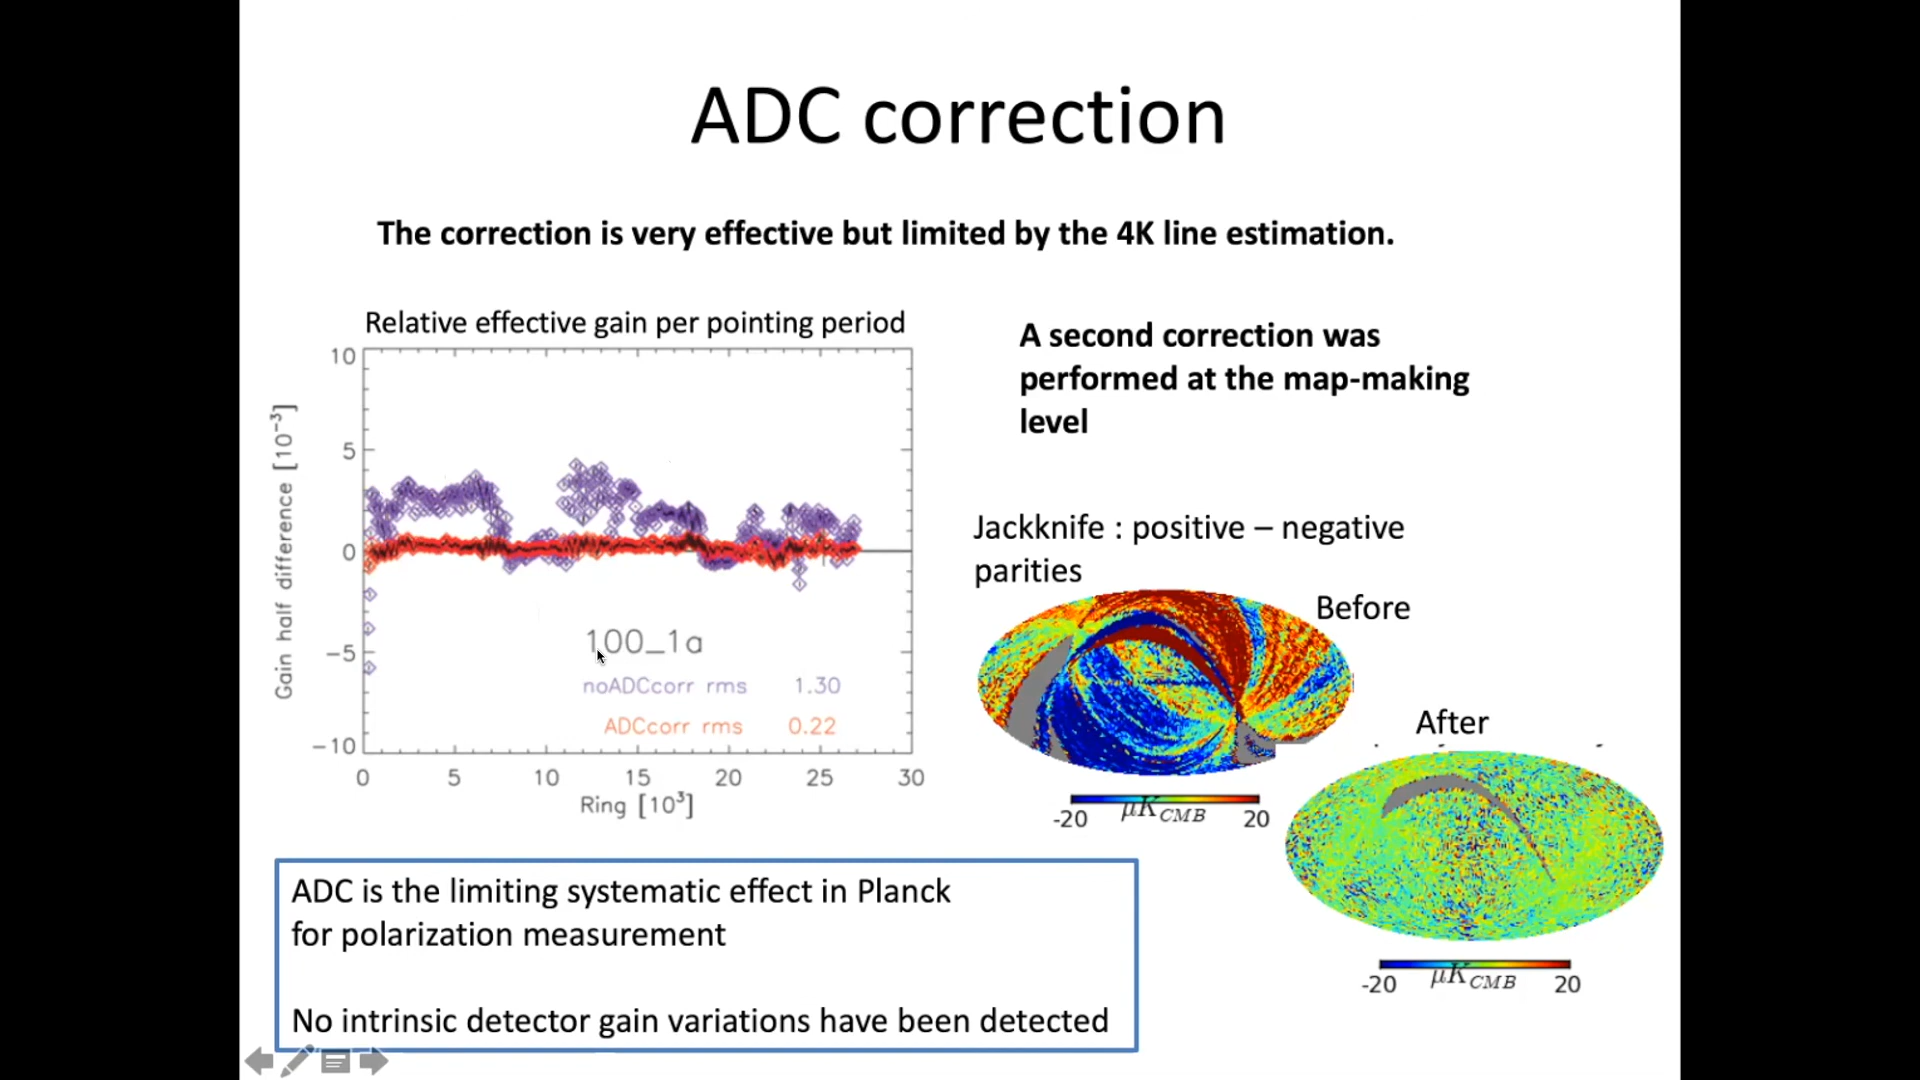 ADC correction
The correction is very effective but limited by the 4K line estimation.
Relative effective gain per pointing period
10
5
0
−5
−10
Gain half difference [10⁻³]
100_1a
noADCcorr rms 1.30
ADCcorr rms 0.22
0 5 10 15 20 25 30
Ring [10³]
A second correction was
performed at the map-making
level
Jackknife : positive – negative
parities
Before
-20 μK_CMB 20
After
-20 μK_CMB 20
ADC is the limiting systematic effect in Planck
for polarization measurement
No intrinsic detector gain variations have been detected